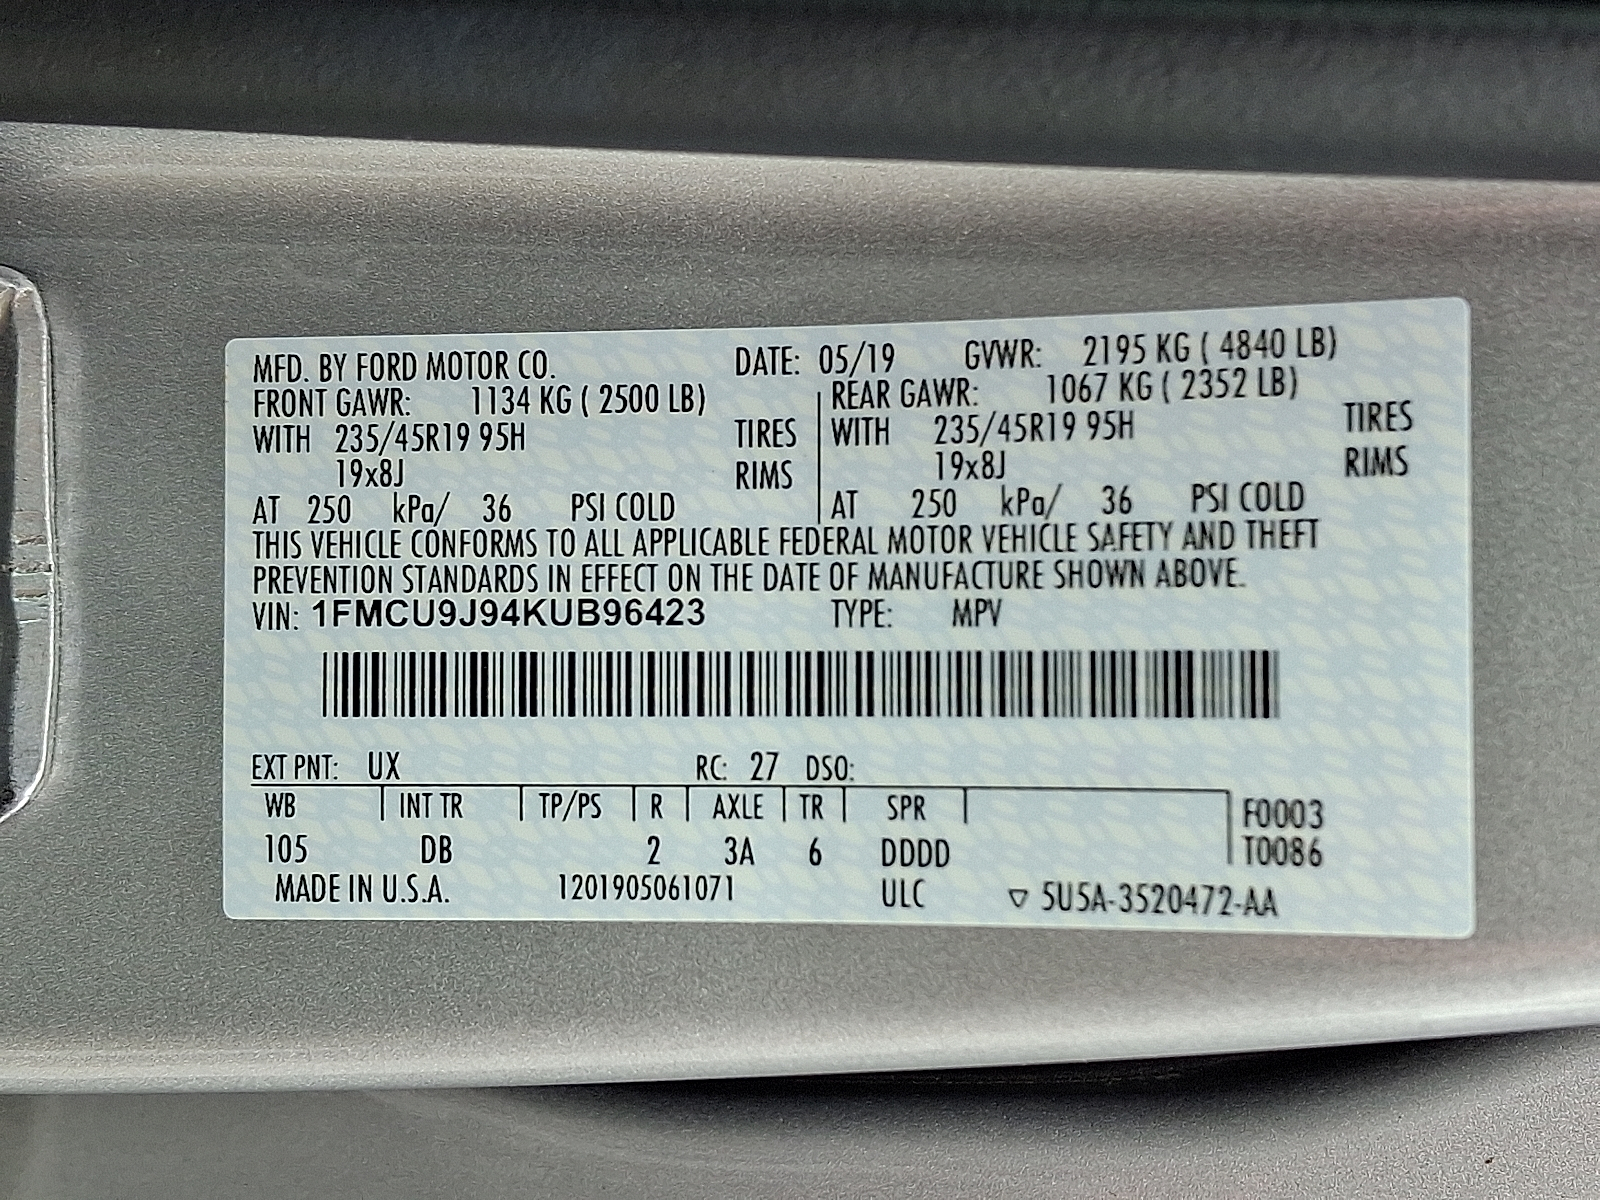 MFD. BY FORD MOTOR CO. DATE: 05/19 GVWR: 2195 KG ( 4840 LB)
FRONT GAWR: 1134 KG ( 2500 LB) REAR GAWR: 1067 KG ( 2352 LB)
WITH 235/45R19 95H TIRES WITH 235/45R19 95H TIRES
19x8J RIMS 19x8J RIMS
AT 250 kPa/ 36 PSI COLD AT 250 kPa/ 36 PSI COLD
THIS VEHICLE CONFORMS TO ALL APPLICABLE FEDERAL MOTOR VEHICLE SAFETY AND THEFT
PREVENTION STANDARDS IN EFFECT ON THE DATE OF MANUFACTURE SHOWN ABOVE.
VIN: 1FMCU9J94KUB96423 TYPE: MPV
EXT PNT: UX RC: 27 DSO:
WB INT TR TP/PS R AXLE TR SPR F0003
105 DB 2 3A 6 DDDD T0086
MADE IN U.S.A. 1201905061071 ULC ▽ 5U5A-3520472-AA